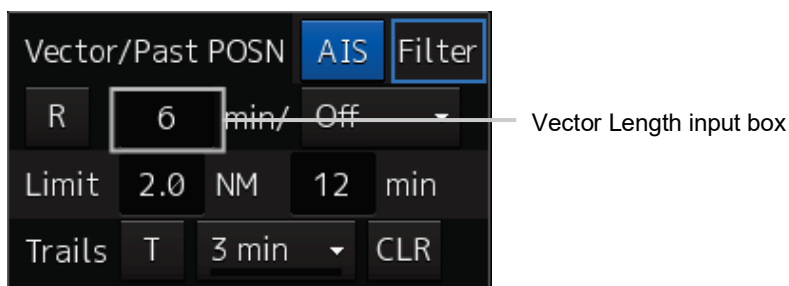 Vector/Past POSN AIS Filter
R 6 min/ Off
Vector Length input box
Limit 2.0 NM 12 min
Trails T 3 min CLR